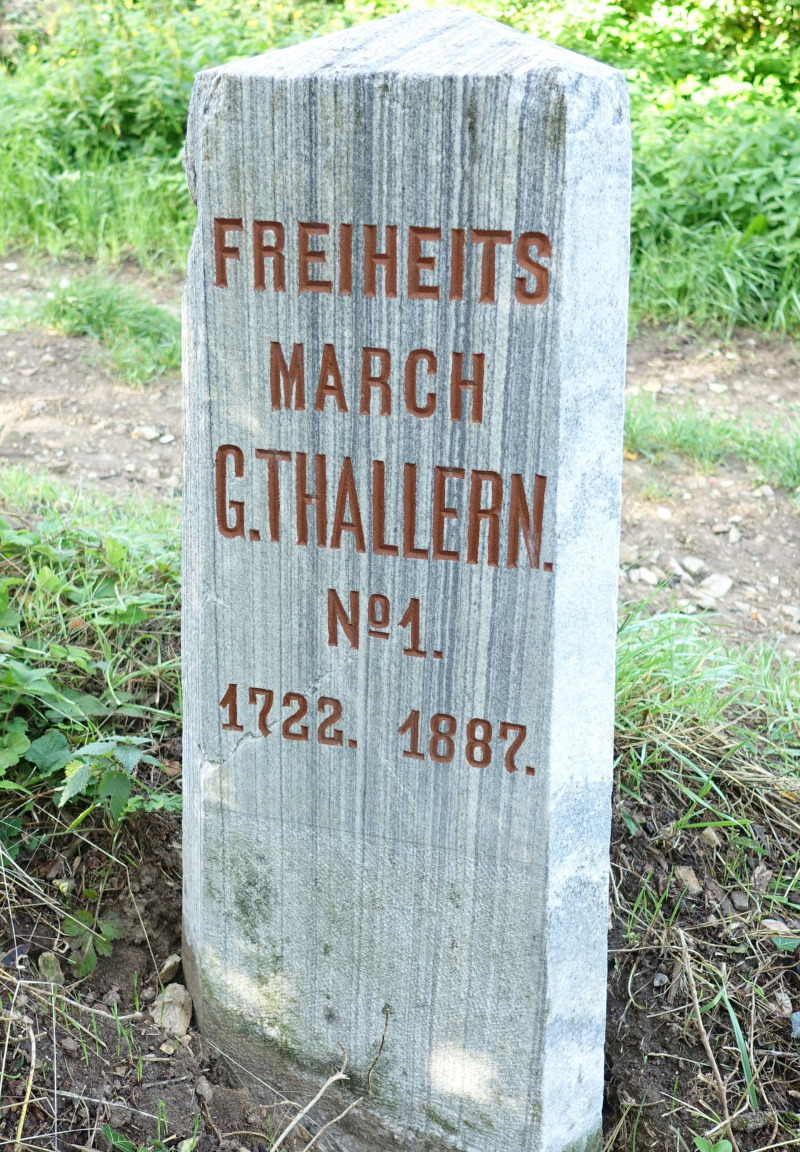 FREIHEITS
MARCH
G.THALLERN.
Nº1.
1722. 1887.